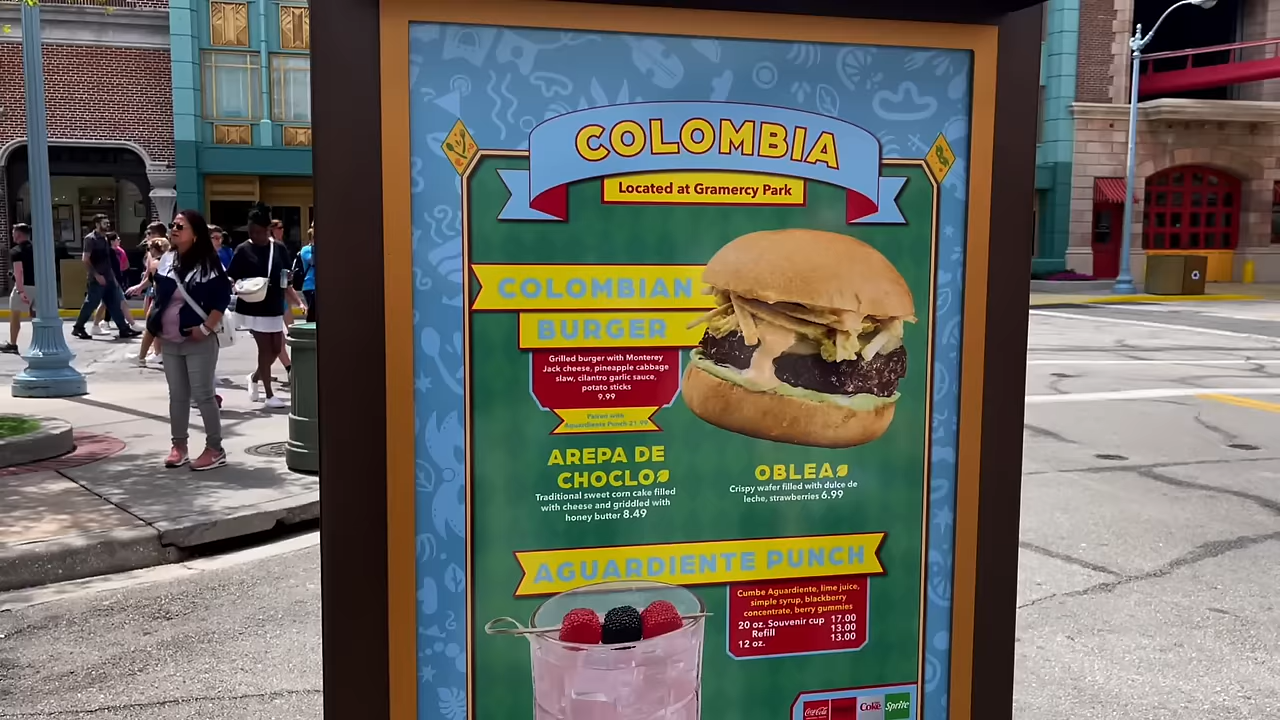 COLOMBIA
Located at Gramercy Park
COLOMBIAN
BURGER
Grilled burger with Monterey
Jack cheese, pineapple cabbage
slaw, cilantro garlic sauce,
potato sticks
9.99
Paired with
Aguardiente Punch 21.99
AREPA DE
CHOCLO
Traditional sweet corn cake filled
with cheese and griddled with
honey butter 8.49
OBLEA
Crispy wafer filled with dulce de
leche, strawberries 6.99
AGUARDIENTE PUNCH
Cumbe Aguardiente, lime juice,
simple syrup, blackberry
concentrate, berry gummies
20 oz. Souvenir cup 17.00
Refill 13.00
12 oz. 13.00
Coca-Cola Coke Sprite